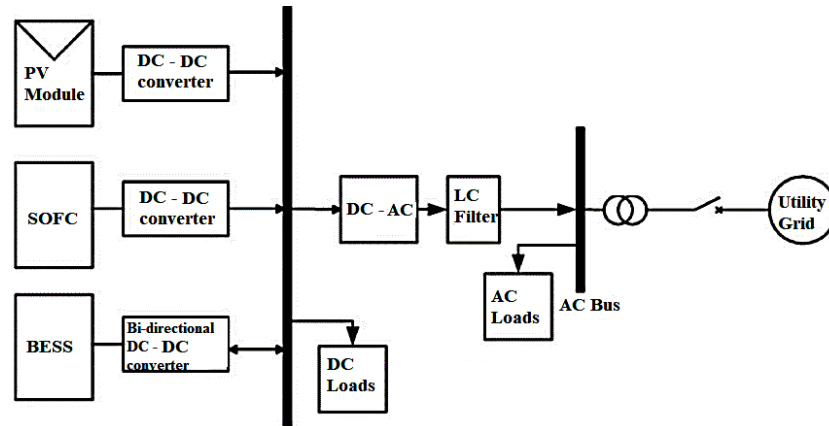 PV
Module
DC - DC
converter
SOFC
DC - DC
converter
BESS
Bi-directional
DC - DC
converter
DC
Loads
DC - AC
LC
Filter
AC
Loads
AC Bus
Utility
Grid